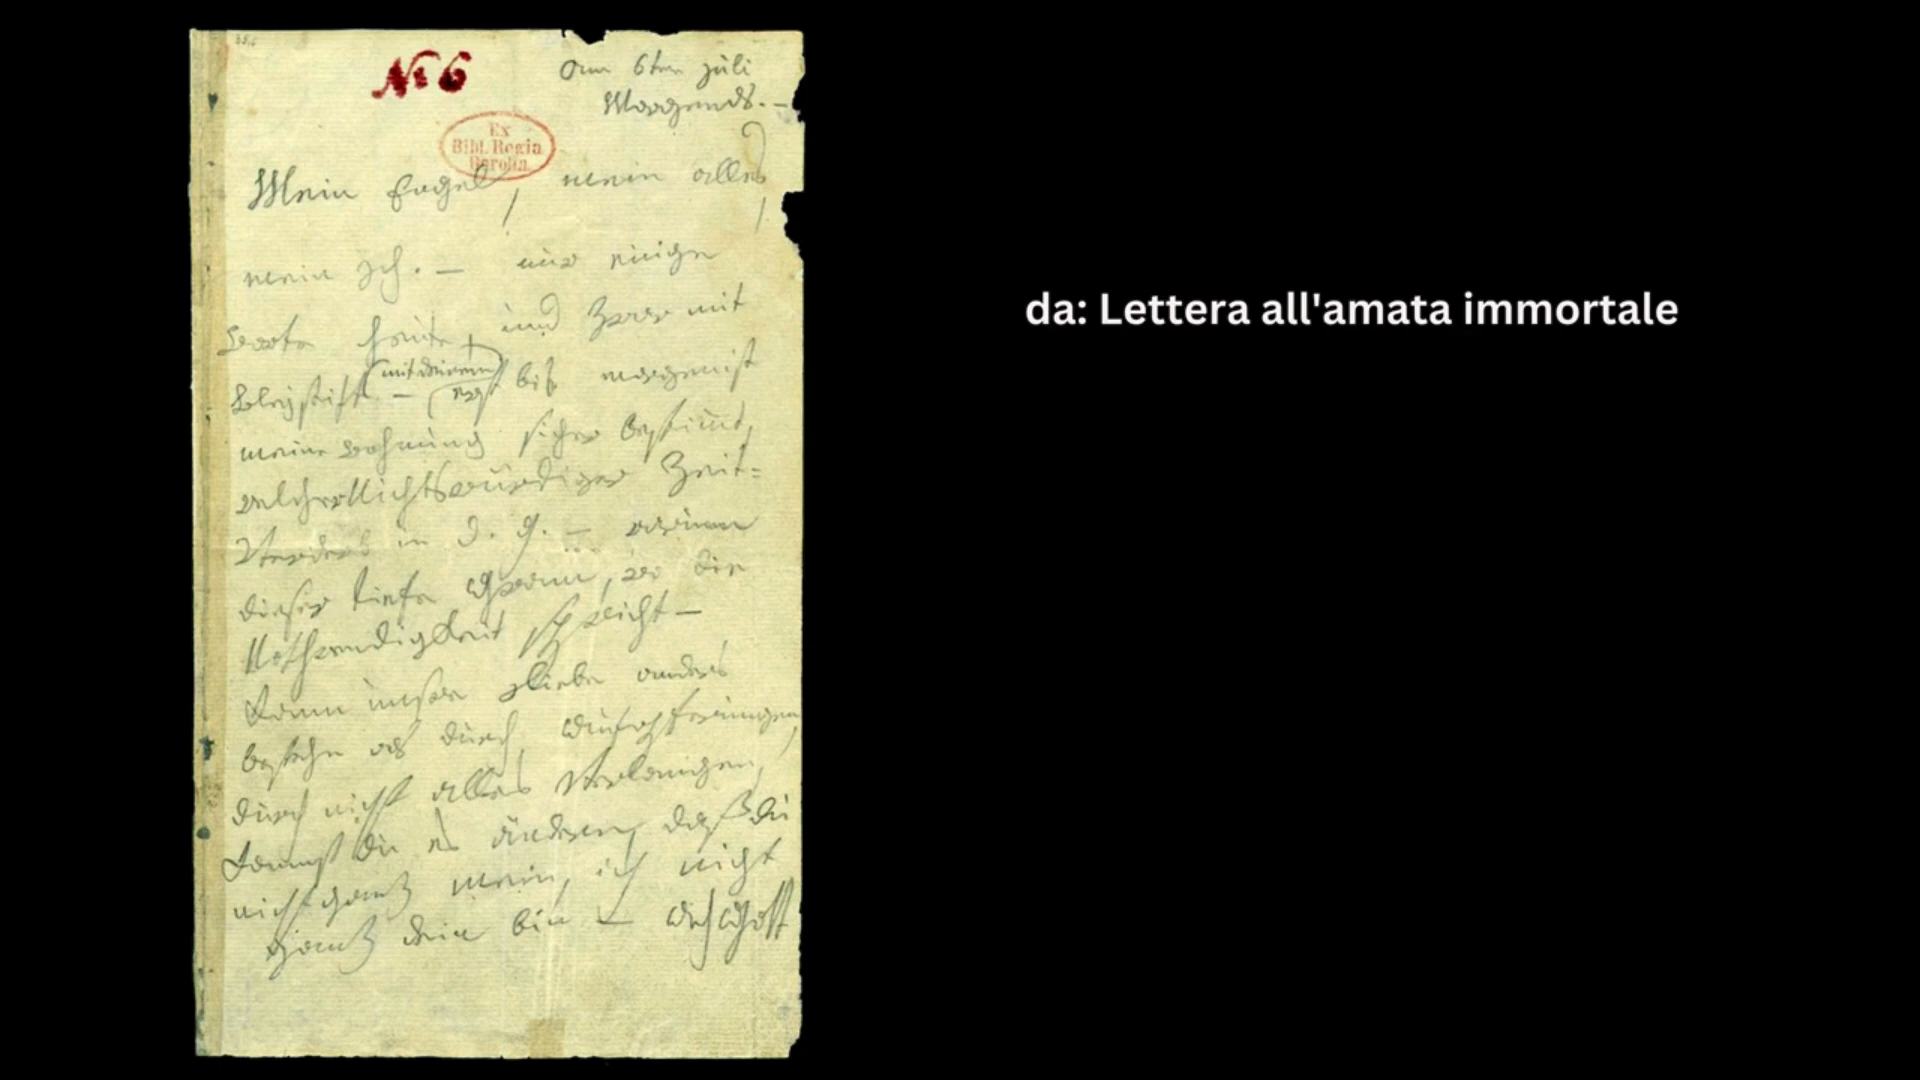 No 6
am 6ten Juli
Morgends. —
Ex
Bibl. Regia
Berolin.
Mein Engel, mein alles,
mein Ich. — nur einige
Worte heute, und zwar mit
Bleystift — (mit deinem)
erst bis morgen ist
meine wohnung sicher bestimt,
welcher Nichtswürdiger Zeit=
Verderb in d. g. — warum
dieser tiefe Gram, wo die
Nothwendigkeit spricht —
Kann unsre Liebe anders
bestehn als durch Aufopferungen,
durch nicht alles Verlangen,
kannst du es ändern, daß du
nicht ganz mein, ich nicht
ganz dein bin — Ach Gott
da: Lettera all'amata immortale